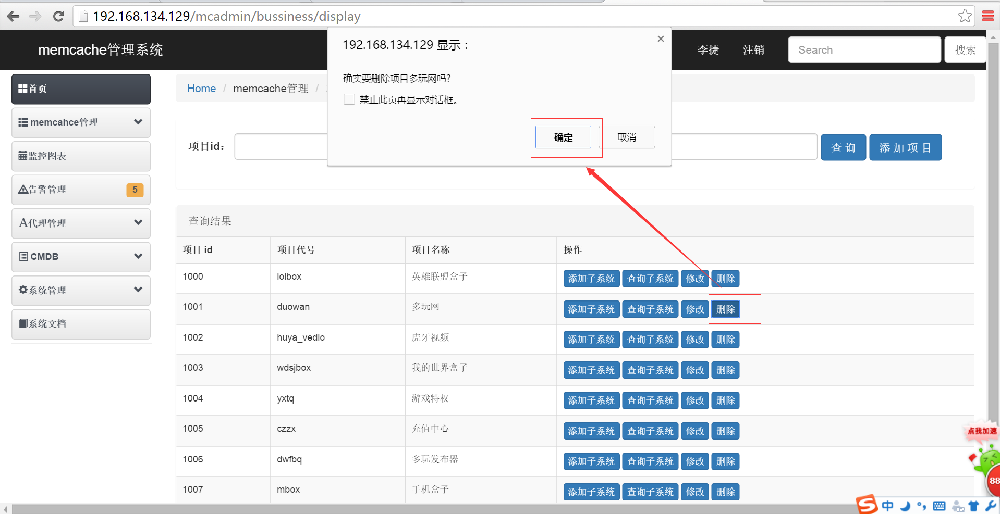 192.168.134.129/mcadmin/bussiness/display
memcache管理系统
李捷
注销
Search
搜索
192.168.134.129 显示：
确实要删除项目多玩网吗?
禁止此页再显示对话框。
确定
取消
首页
memcahce管理
监控图表
告警管理 5
A代理管理
CMDB
系统管理
系统文档
Home / memcache管理 /
项目id：
查 询
添 加 项 目
查询结果
项目 id 项目代号 项目名称 操作
1000 lolbox 英雄联盟盒子 添加子系统 查询子系统 修改 删除
1001 duowan 多玩网 添加子系统 查询子系统 修改 删除
1002 huya_vedio 虎牙视频 添加子系统 查询子系统 修改 删除
1003 wdsjbox 我的世界盒子 添加子系统 查询子系统 修改 删除
1004 yxtq 游戏特权 添加子系统 查询子系统 修改 删除
1005 czzx 充值中心 添加子系统 查询子系统 修改 删除
1006 dwfbq 多玩发布器 添加子系统 查询子系统 修改 删除
1007 mbox 手机盒子 添加子系统 查询子系统 修改 删除
点我加速
88
中
12